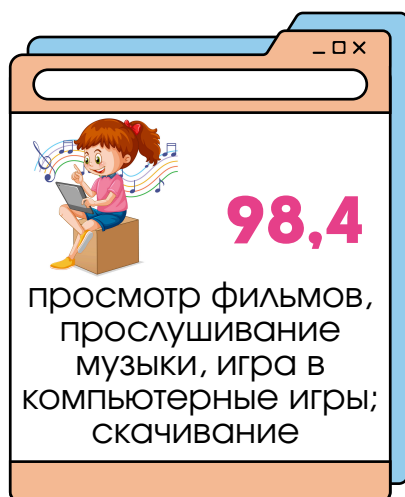 98,4
просмотр фильмов,
прослушивание
музыки, игра в
компьютерные игры;
скачивание